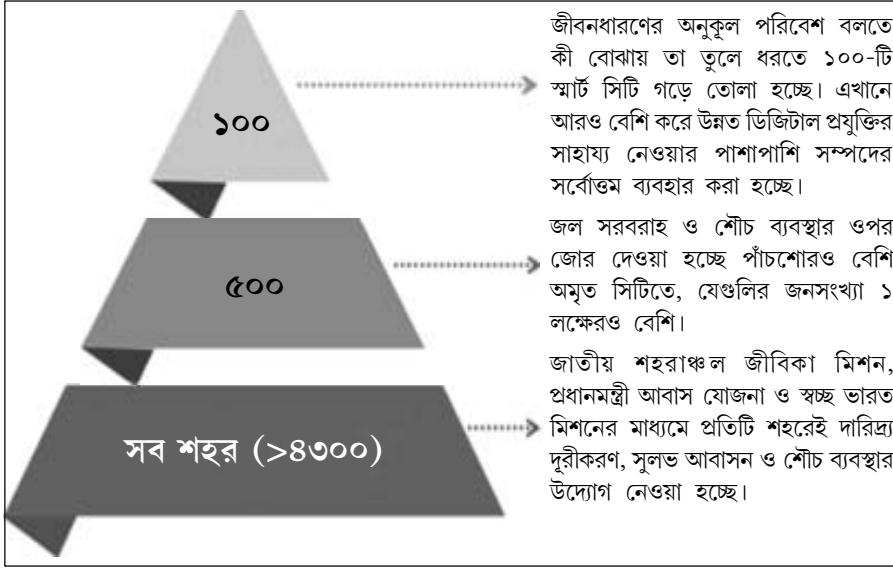 ১০০
জীবনধারণের অনুকূল পরিবেশ বলতে
কী বোঝায় তা তুলে ধরতে ১০০-টি
স্মার্ট সিটি গড়ে তোলা হচ্ছে। এখানে
আরও বেশি করে উন্নত ডিজিটাল প্রযুক্তির
সাহায্য নেওয়ার পাশাপাশি সম্পদের
সর্বোত্তম ব্যবহার করা হচ্ছে।
৫০০
জল সরবরাহ ও শৌচ ব্যবস্থার ওপর
জোর দেওয়া হচ্ছে পাঁচশোরও বেশি
অমৃত সিটিতে, যেগুলির জনসংখ্যা ১
লক্ষেরও বেশি।
সব শহর (>৪৩০০)
জাতীয় শহরাঞ্চল জীবিকা মিশন,
প্রধানমন্ত্রী আবাস যোজনা ও স্বচ্ছ ভারত
মিশনের মাধ্যমে প্রতিটি শহরেই দারিদ্র্য
দূরীকরণ, সুলভ আবাসন ও শৌচ ব্যবস্থার
উদ্যোগ নেওয়া হচ্ছে।